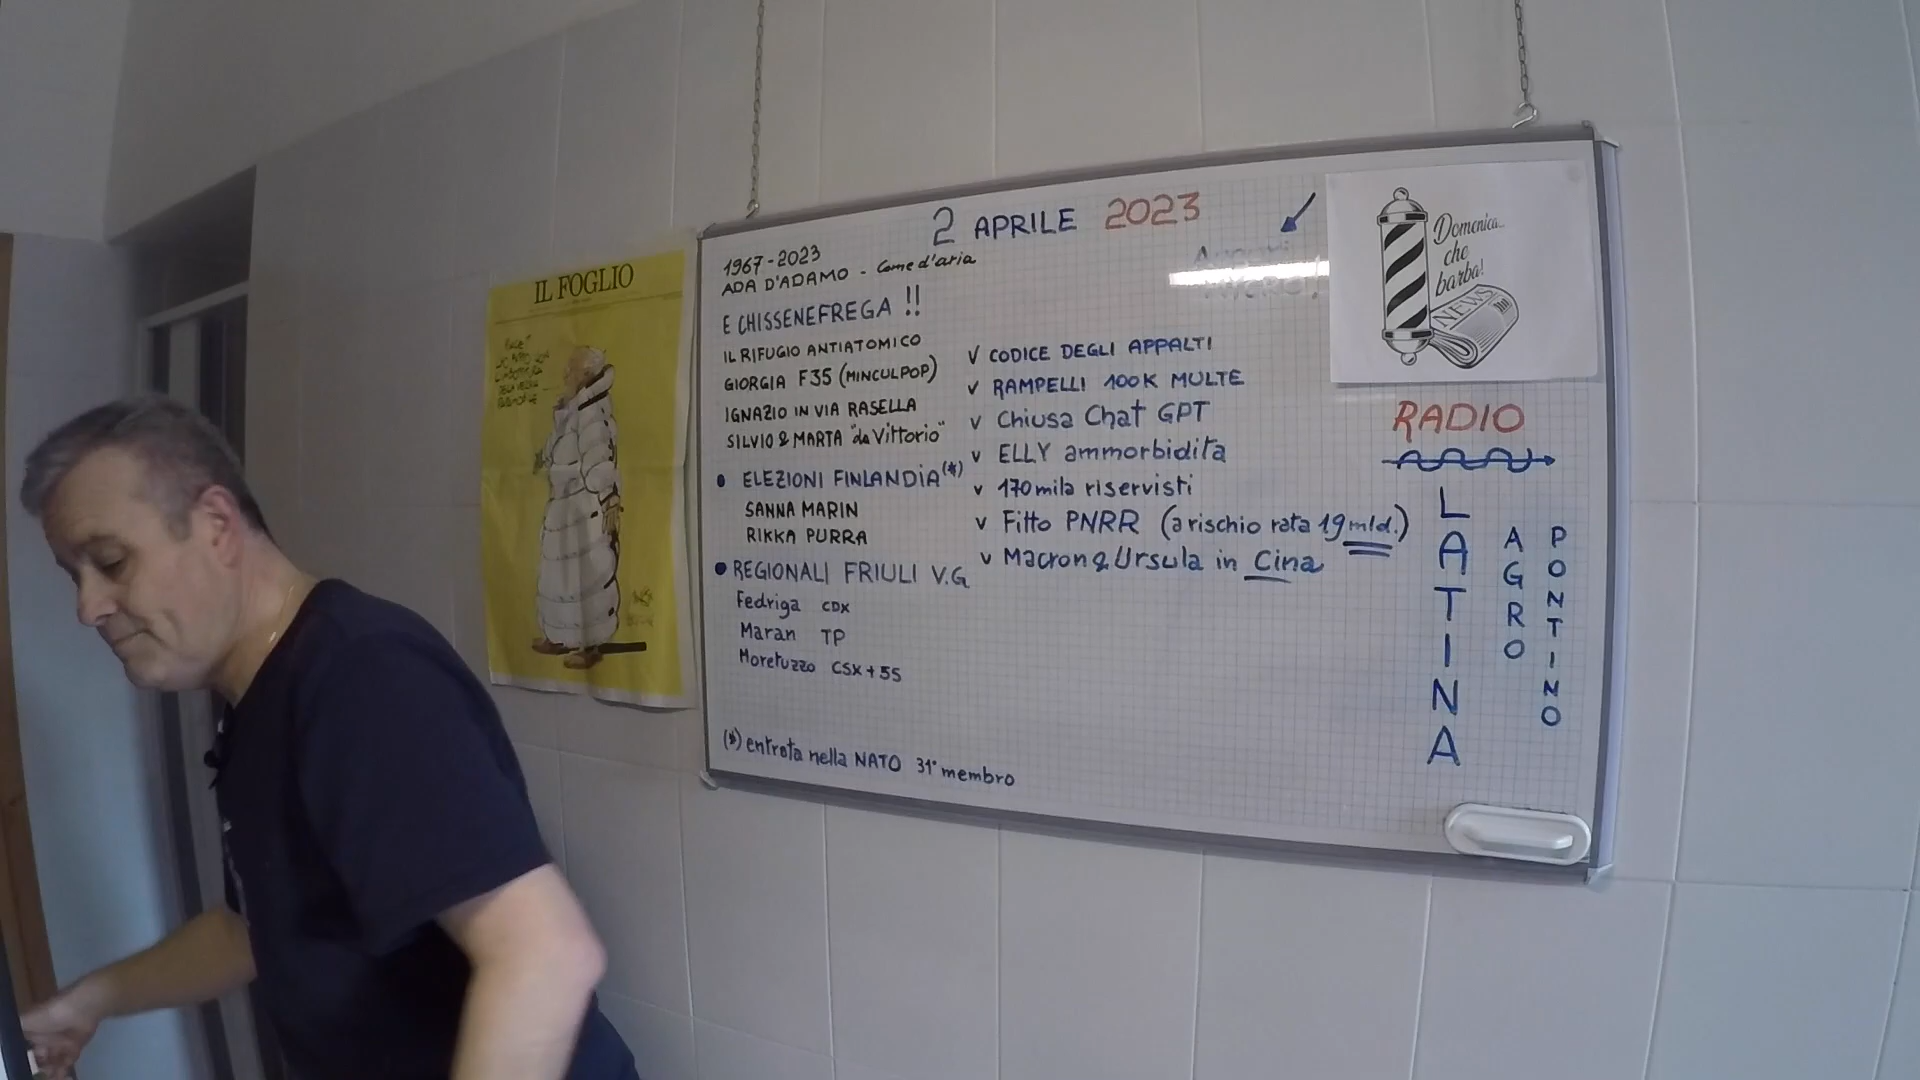 IL FOGLIO
2 APRILE 2023
1967-2023
ADA D'ADAMO - Come d'aria
E CHISSENEFREGA !!
IL RIFUGIO ANTIATOMICO
GIORGIA F35 (MINCULPOP)
IGNAZIO IN VIA RASELLA
SILVIO & MARTA "da Vittorio"
• ELEZIONI FINLANDIA (*)
SANNA MARIN
RIKKA PURRA
• REGIONALI FRIULI V.G
Fedriga CDX
Maran TP
Moretuzzo CSX+5S
(*) entrata nella NATO 31° membro
v CODICE DEGLI APPALTI
v RAMPELLI 100K MULTE
v Chiusa Chat GPT
v ELLY ammorbidita
v 170mila riservisti
v Fitto PNRR (a rischio rata 19 mld.)
v Macron & Ursula in Cina
Domenica...
che
barba!
NEWS
RADIO
LATINA
AGRO
PONTINO